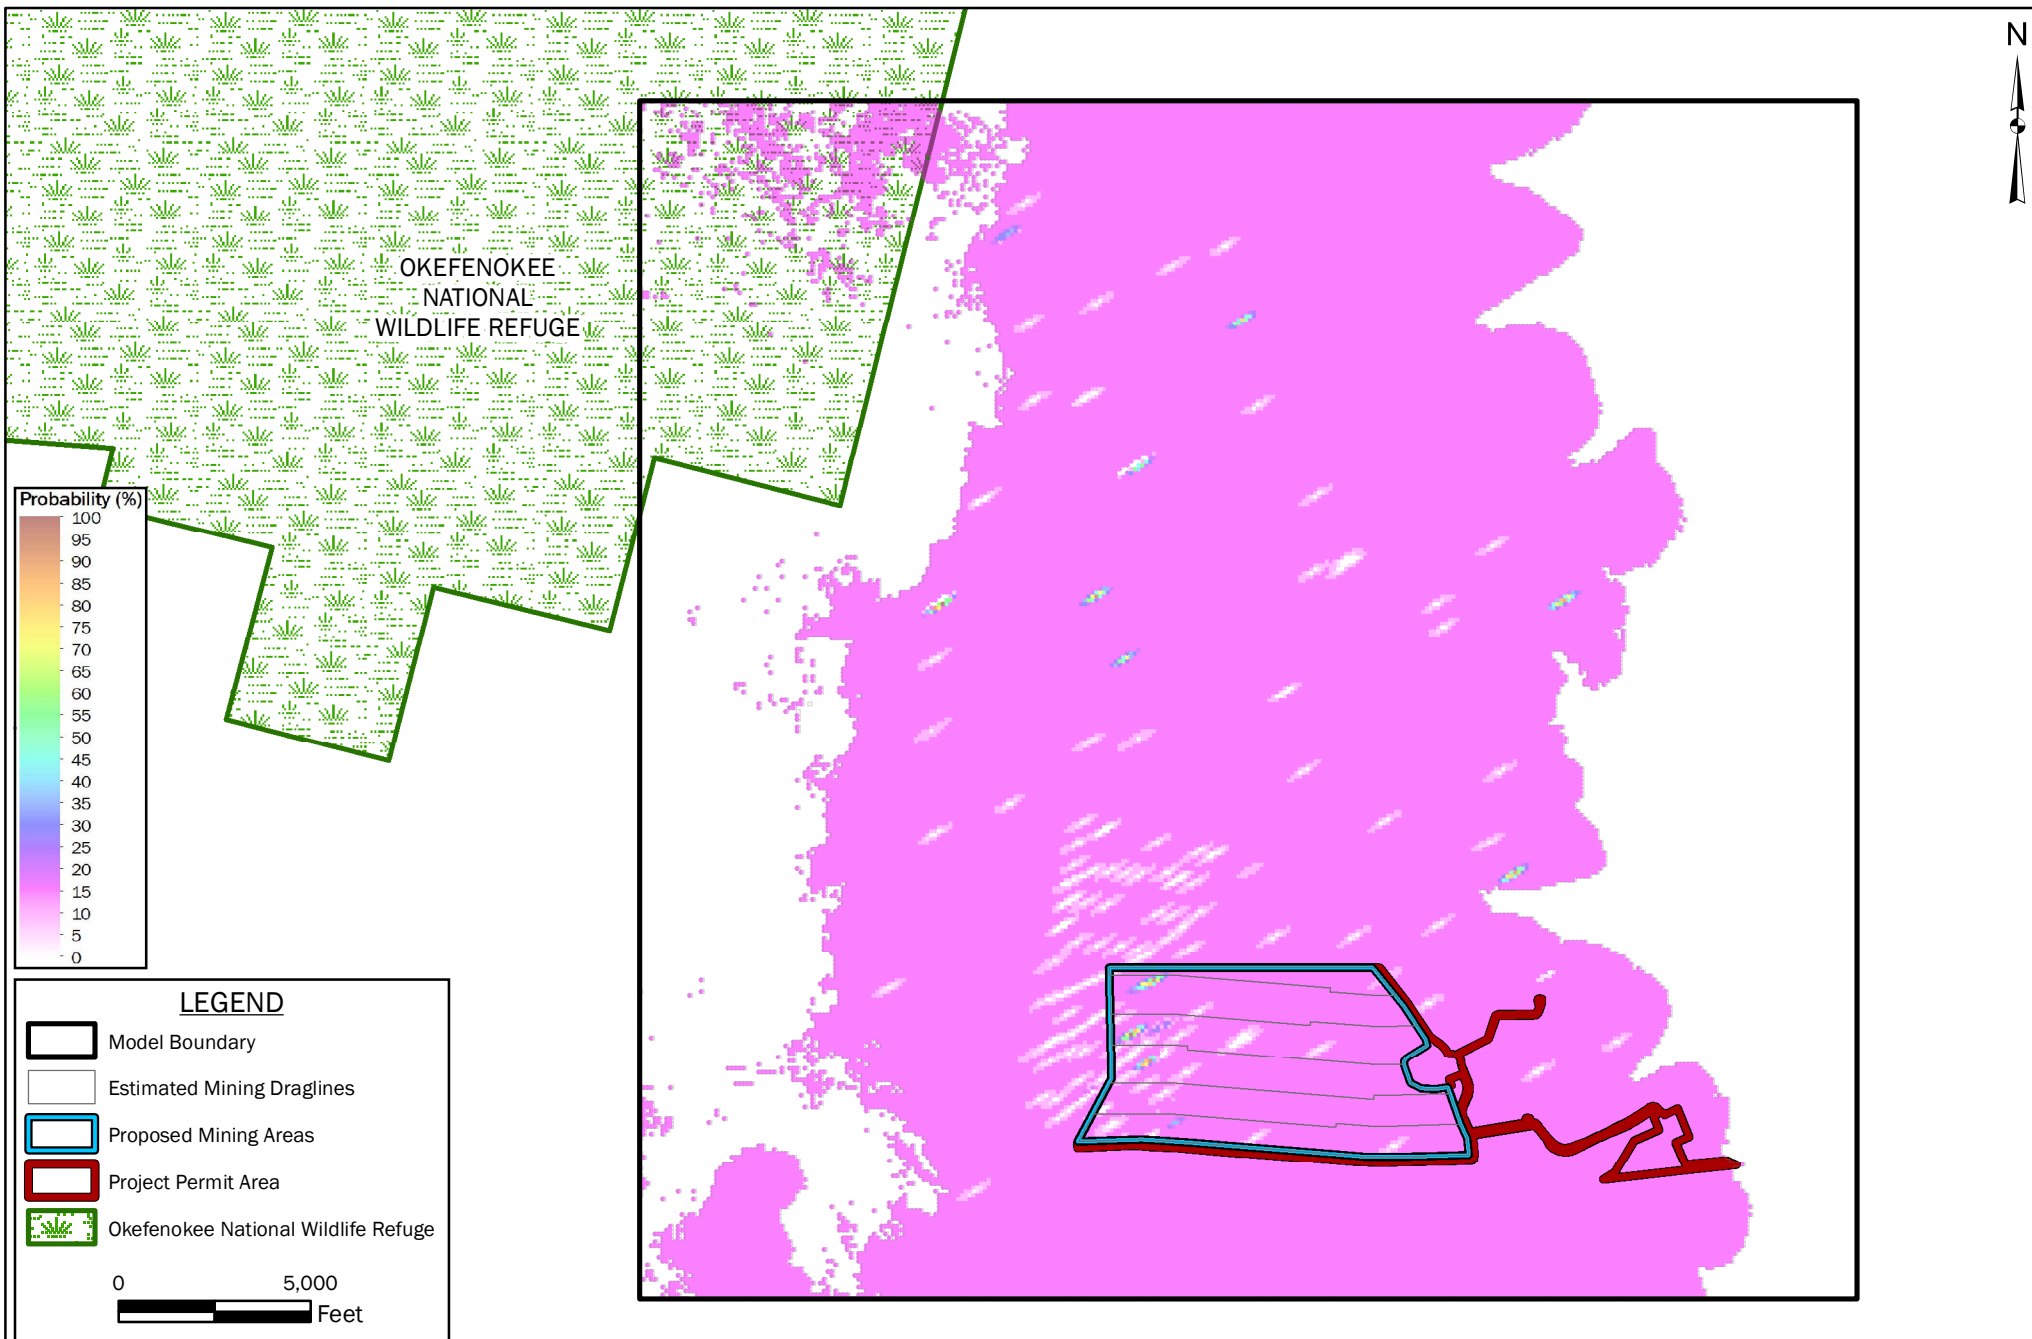 N
OKEFENOKEE
NATIONAL
WILDLIFE REFUGE
Probability (%)
100
95
90
85
80
75
70
65
60
55
50
45
40
35
30
25
20
15
10
5
0
LEGEND
Model Boundary
Estimated Mining Draglines
Proposed Mining Areas
Project Permit Area
Okefenokee National Wildlife Refuge
0 5,000
Feet